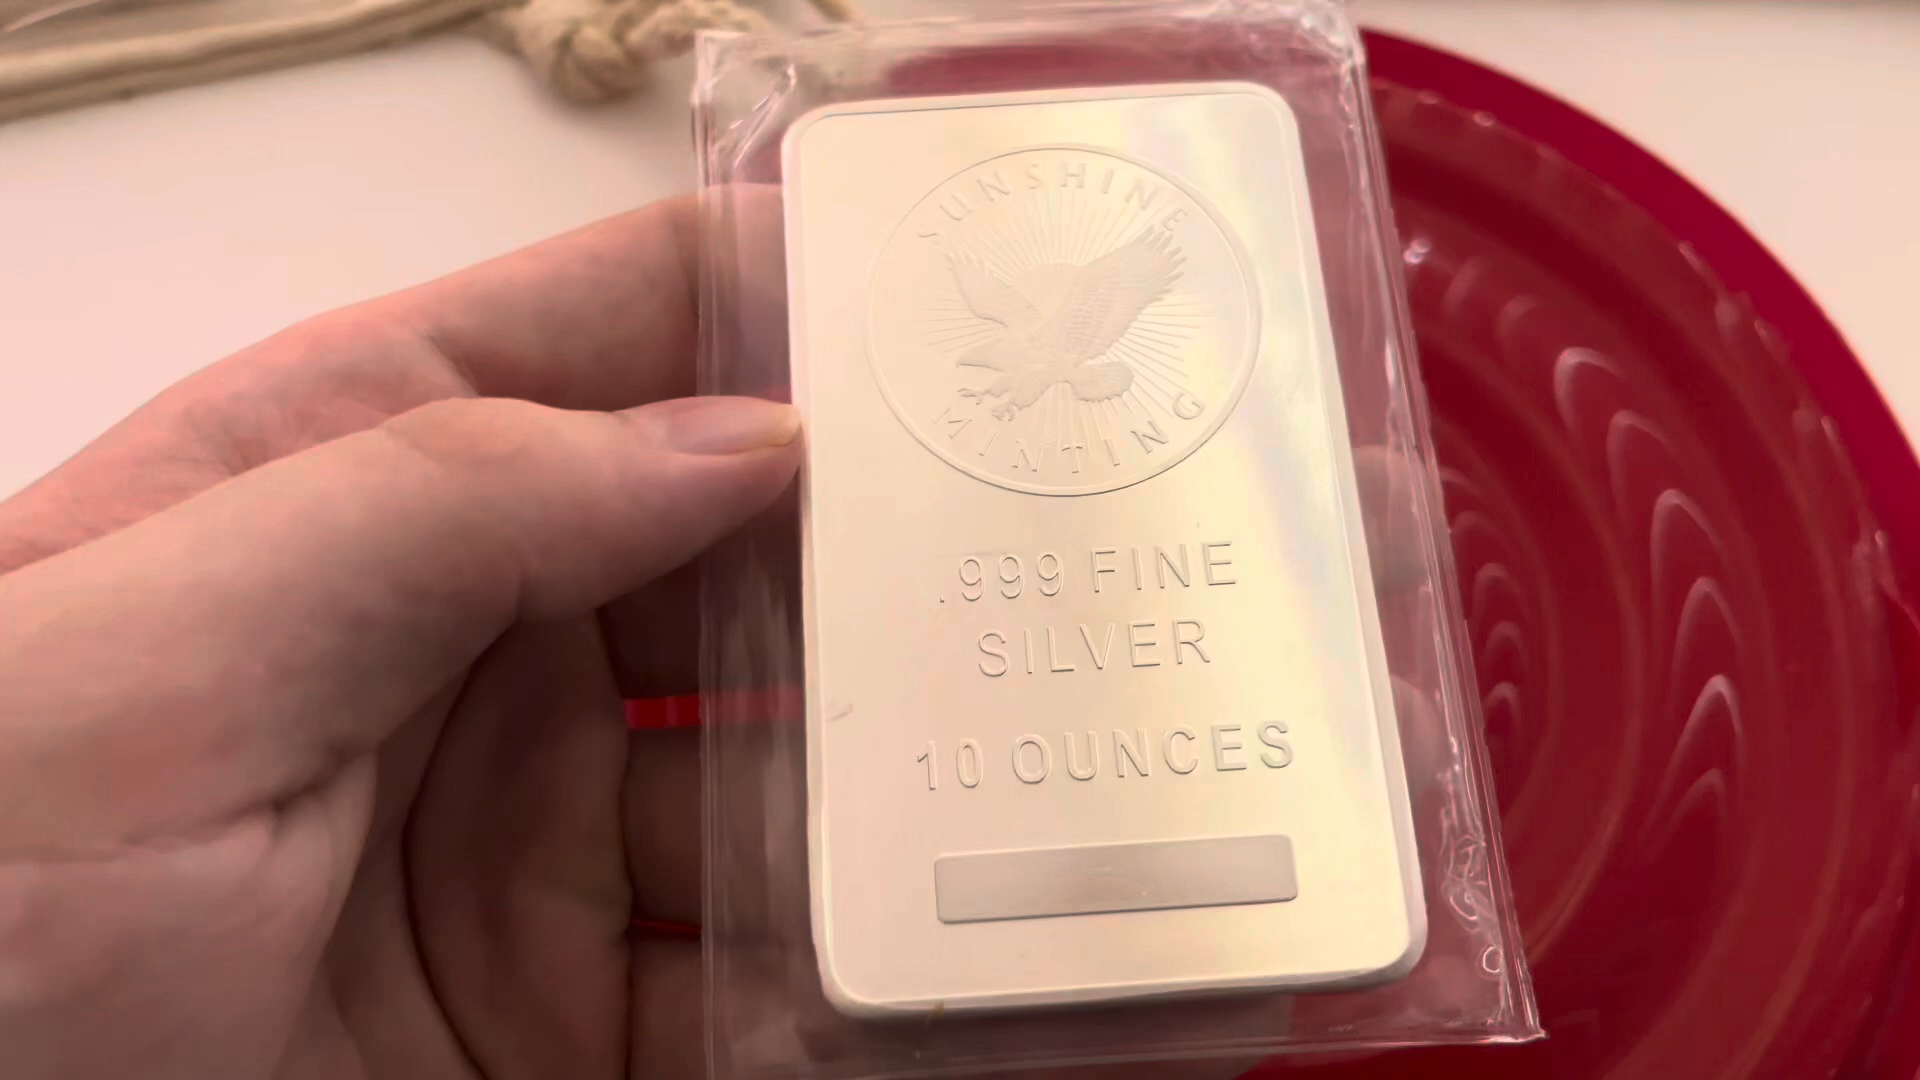 SUNSHINE
MINTING
.999 FINE
SILVER
10 OUNCES